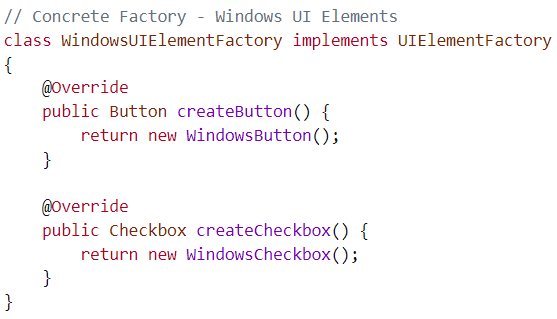 // Concrete Factory - Windows UI Elements
class WindowsUIElementFactory implements UIElementFactory
{
    @Override
    public Button createButton() {
        return new WindowsButton();
    }

    @Override
    public Checkbox createCheckbox() {
        return new WindowsCheckbox();
    }
}